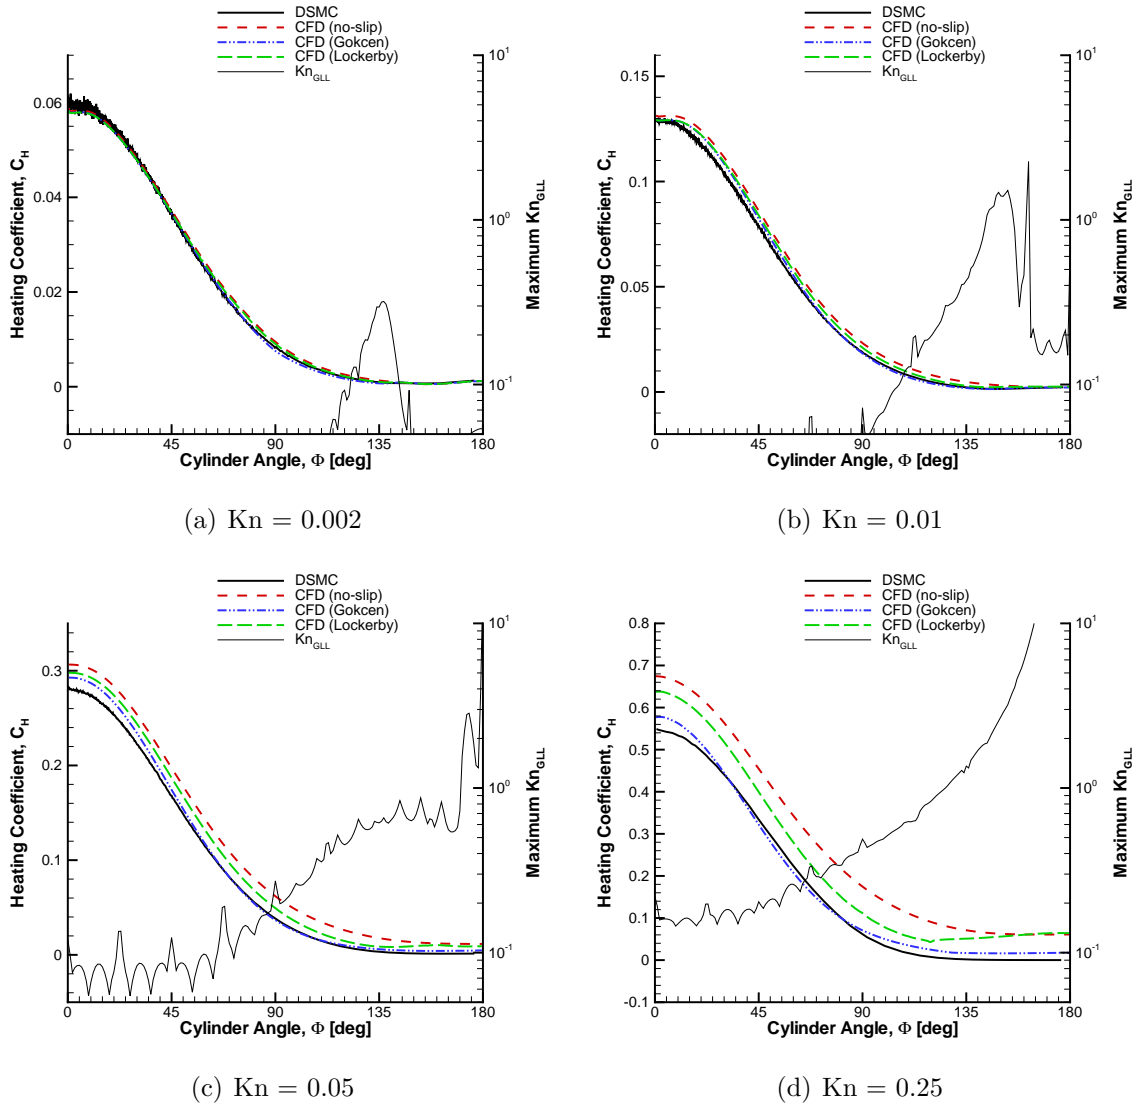 DSMC
CFD (no-slip)
CFD (Gokcen)
CFD (Lockerby)
Kn_GLL
Heating Coefficient, C_H
0.06
0.04
0.02
0
Maximum Kn_GLL
10^1
10^0
10^-1
0 45 90 135 180
Cylinder Angle, Φ [deg]
(a) Kn = 0.002
DSMC
CFD (no-slip)
CFD (Gokcen)
CFD (Lockerby)
Kn_GLL
Heating Coefficient, C_H
0.15
0.1
0.05
0
Maximum Kn_GLL
10^1
10^0
10^-1
0 45 90 135 180
Cylinder Angle, Φ [deg]
(b) Kn = 0.01
DSMC
CFD (no-slip)
CFD (Gokcen)
CFD (Lockerby)
Kn_GLL
Heating Coefficient, C_H
0.3
0.2
0.1
0
Maximum Kn_GLL
10^1
10^0
10^-1
0 45 90 135 180
Cylinder Angle, Φ [deg]
(c) Kn = 0.05
DSMC
CFD (no-slip)
CFD (Gokcen)
CFD (Lockerby)
Kn_GLL
Heating Coefficient, C_H
0.8
0.7
0.6
0.5
0.4
0.3
0.2
0.1
0
-0.1
Maximum Kn_GLL
10^1
10^0
10^-1
0 45 90 135 180
Cylinder Angle, Φ [deg]
(d) Kn = 0.25